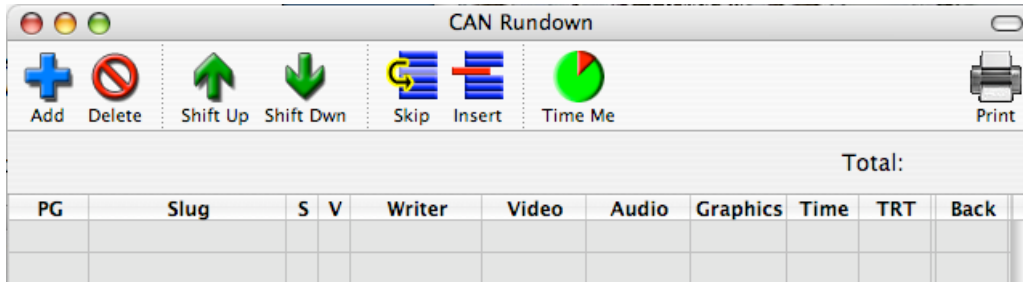 CAN Rundown
Add Delete Shift Up Shift Dwn Skip Insert Time Me Print
Total:
PG Slug S V Writer Video Audio Graphics Time TRT Back